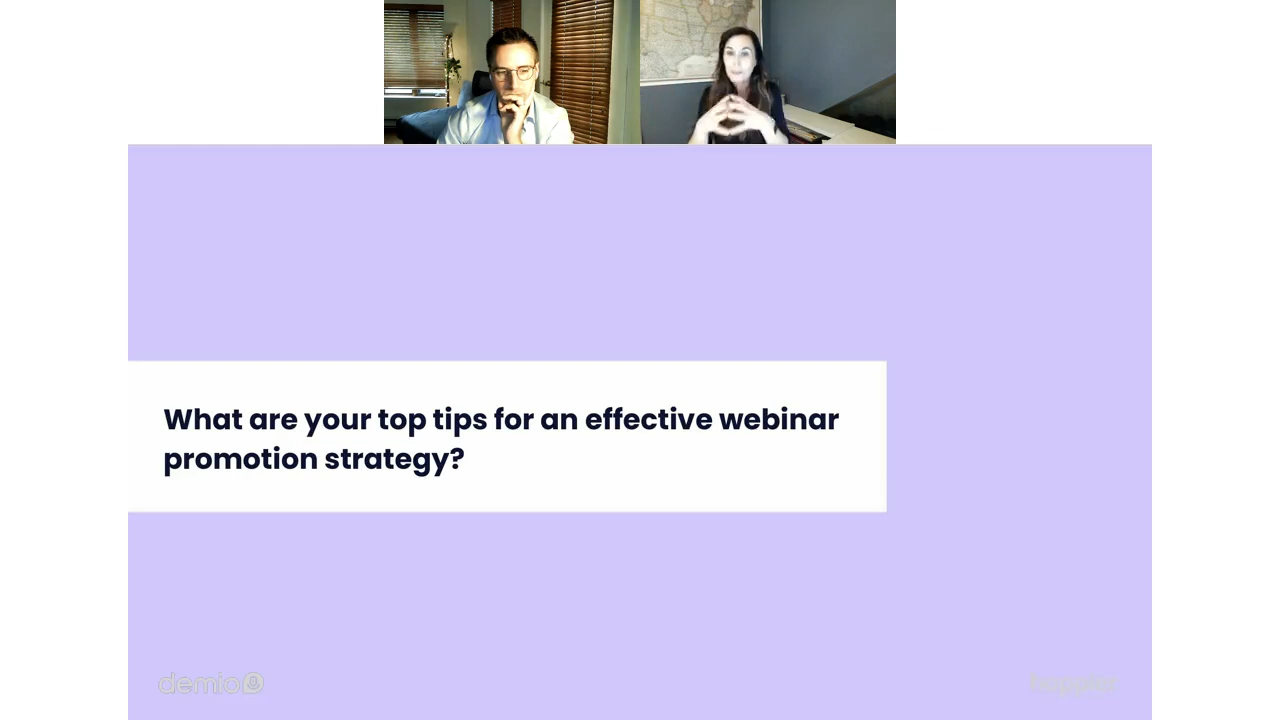 What are your top tips for an effective webinar
promotion strategy?
demio